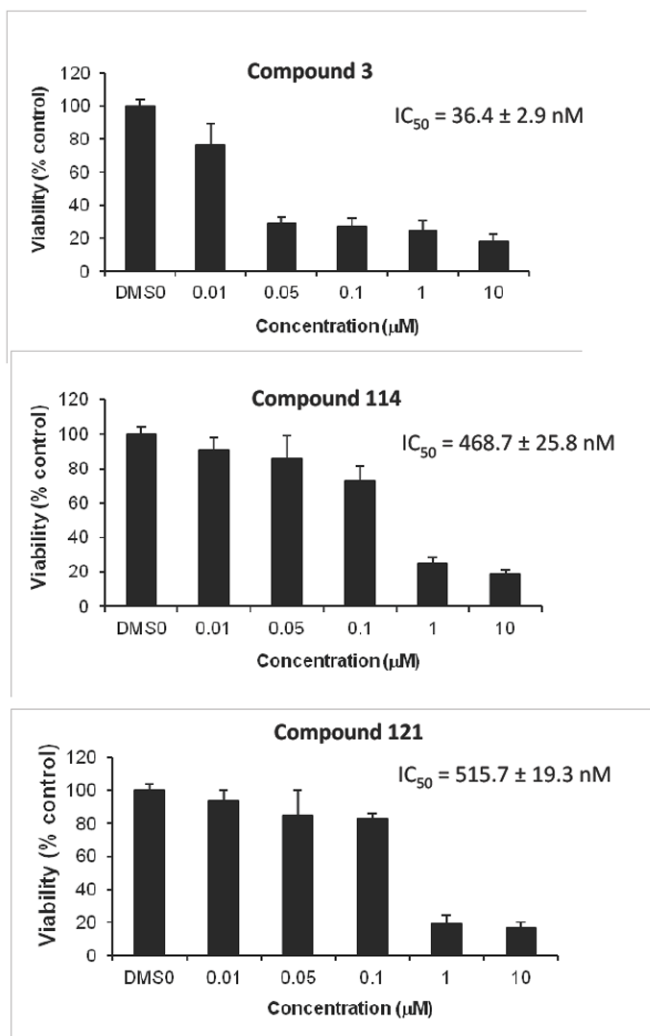 Compound 3
IC50 = 36.4 ± 2.9 nM
Viability (% control)
120
100
80
60
40
20
0
DMS0 0.01 0.05 0.1 1 10
Concentration (μM)
Compound 114
IC50 = 468.7 ± 25.8 nM
Viability (% control)
120
100
80
60
40
20
0
DMS0 0.01 0.05 0.1 1 10
Concentration (μM)
Compound 121
IC50 = 515.7 ± 19.3 nM
Viability (% control)
120
100
80
60
40
20
0
DMS0 0.01 0.05 0.1 1 10
Concentration (μM)